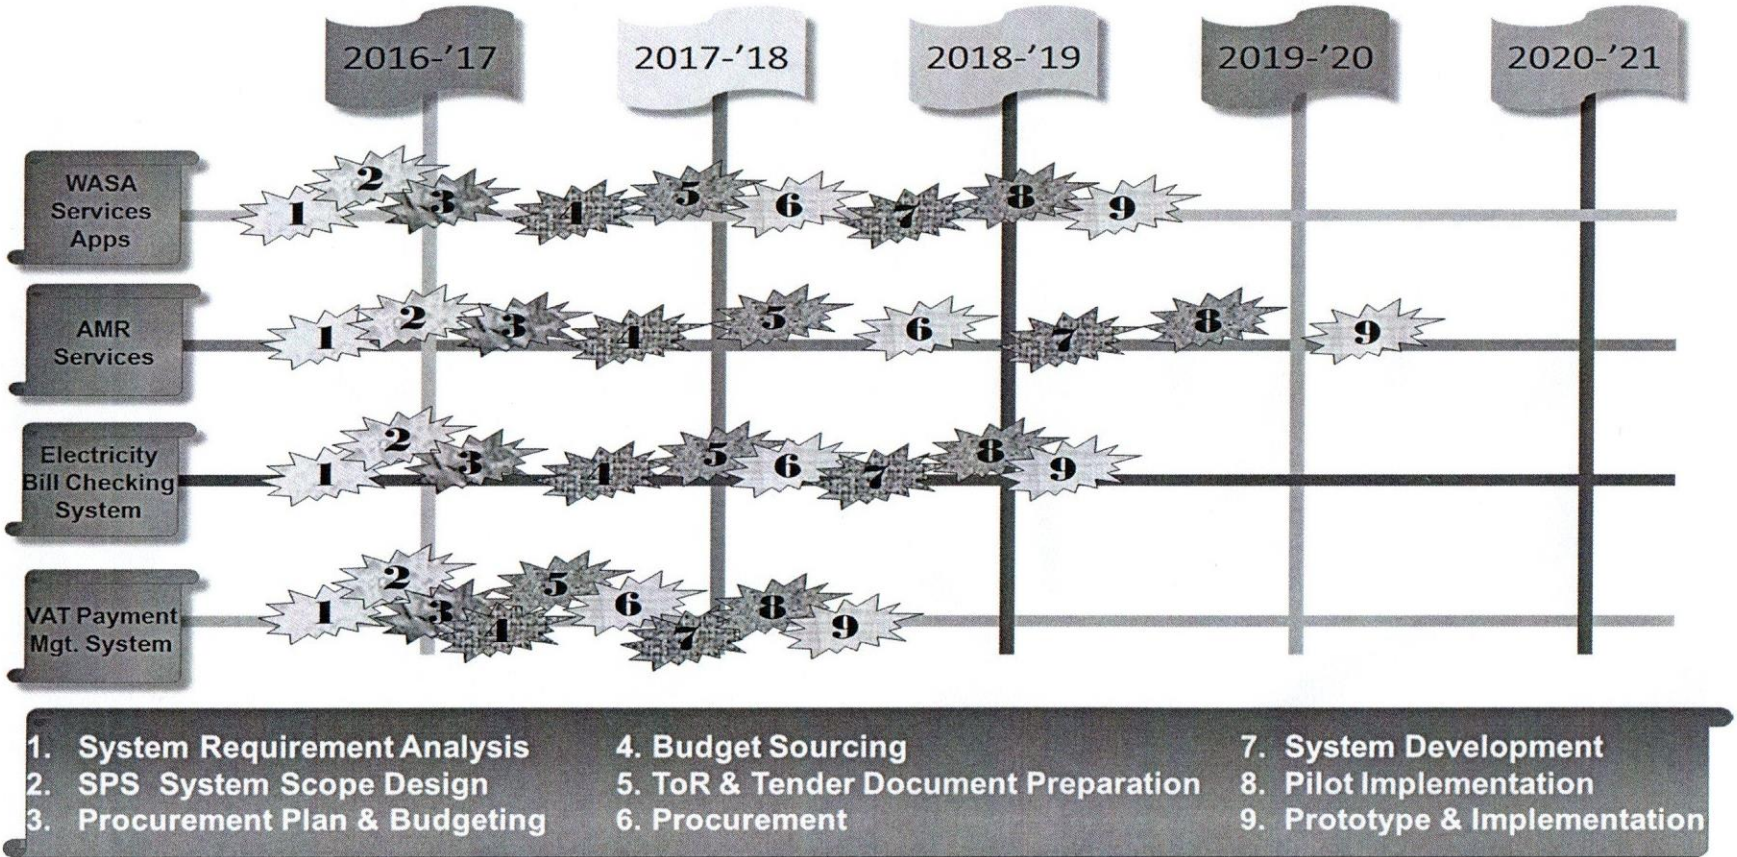 2016-'17
2017-'18
2018-'19
2019-'20
2020-'21
WASA
Services
Apps
1
2
3
4
5
6
7
8
9
AMR
Services
1
2
3
4
5
6
7
8
9
Electricity
Bill Checking
System
1
2
3
4
5
6
7
8
9
VAT Payment
Mgt. System
1
2
3
4
5
6
7
8
9
1. System Requirement Analysis
2. SPS System Scope Design
3. Procurement Plan & Budgeting
4. Budget Sourcing
5. ToR & Tender Document Preparation
6. Procurement
7. System Development
8. Pilot Implementation
9. Prototype & Implementation